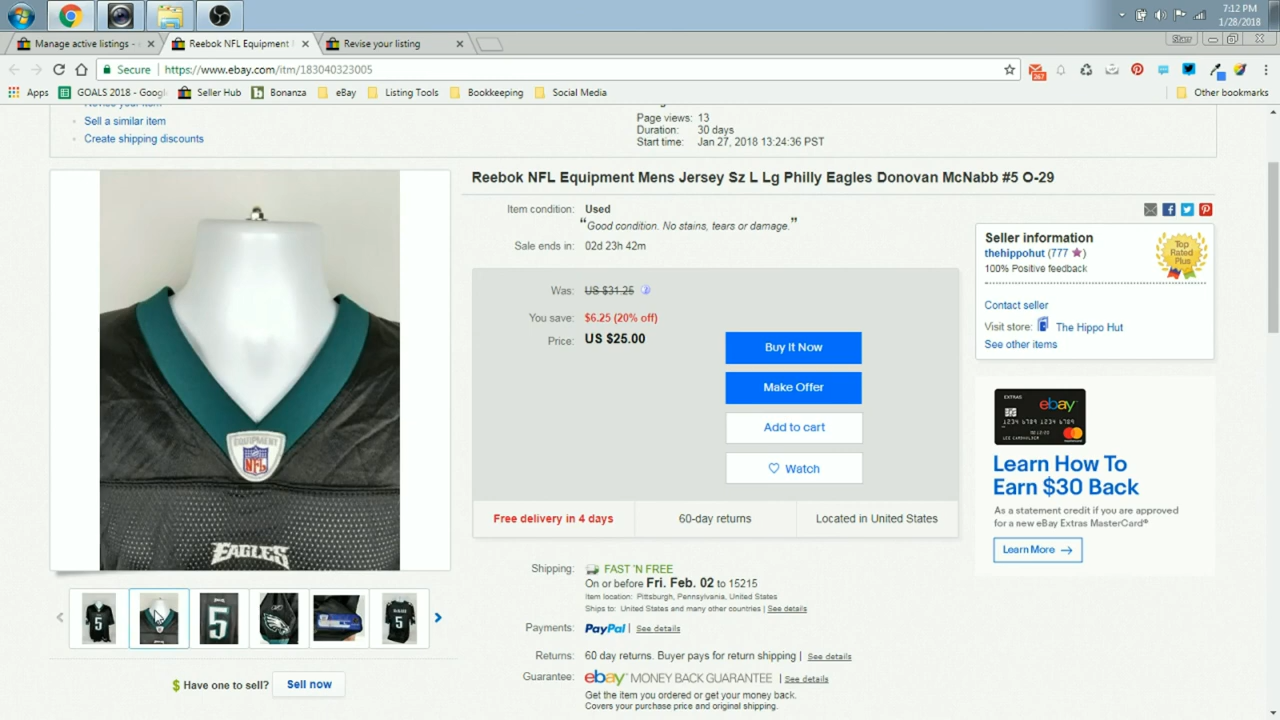 7:12 PM
1/28/2018
Manage active listings -
Reebok NFL Equipment
Revise your listing
Starr
Secure
https://www.ebay.com/itm/183040323005
267
Apps
GOALS 2018 - Googl
Seller Hub
Bonanza
eBay
Listing Tools
Bookkeeping
Social Media
Other bookmarks
Sell a similar item
Create shipping discounts
Page views: 13
Duration: 30 days
Start time: Jan 27, 2018 13:24:36 PST
Reebok NFL Equipment Mens Jersey Sz L Lg Philly Eagles Donovan McNabb #5 O-29
Item condition: Used
“Good condition. No stains, tears or damage.”
Sale ends in: 02d 23h 42m
Was: US $31.25
You save: $6.25 (20% off)
Price: US $25.00
Buy It Now
Make Offer
Add to cart
Watch
Free delivery in 4 days
60-day returns
Located in United States
Shipping: FAST 'N FREE
On or before Fri. Feb. 02 to 15215
Item location: Pittsburgh, Pennsylvania, United States
Ships to: United States and many other countries | See details
Payments: PayPal | See details
Returns: 60 day returns. Buyer pays for return shipping | See details
Guarantee: ebay MONEY BACK GUARANTEE | See details
Get the item you ordered or get your money back.
Covers your purchase price and original shipping.
Seller information
thehippohut (777 )
100% Positive feedback
Top
Rated
Plus
Contact seller
Visit store: The Hippo Hut
See other items
EXTRAS
ebay
Learn How To
Earn $30 Back
As a statement credit if you are approved
for a new eBay Extras MasterCard®
Learn More
EQUIPMENT
NFL
EAGLES
5
5
5
$ Have one to sell?
Sell now